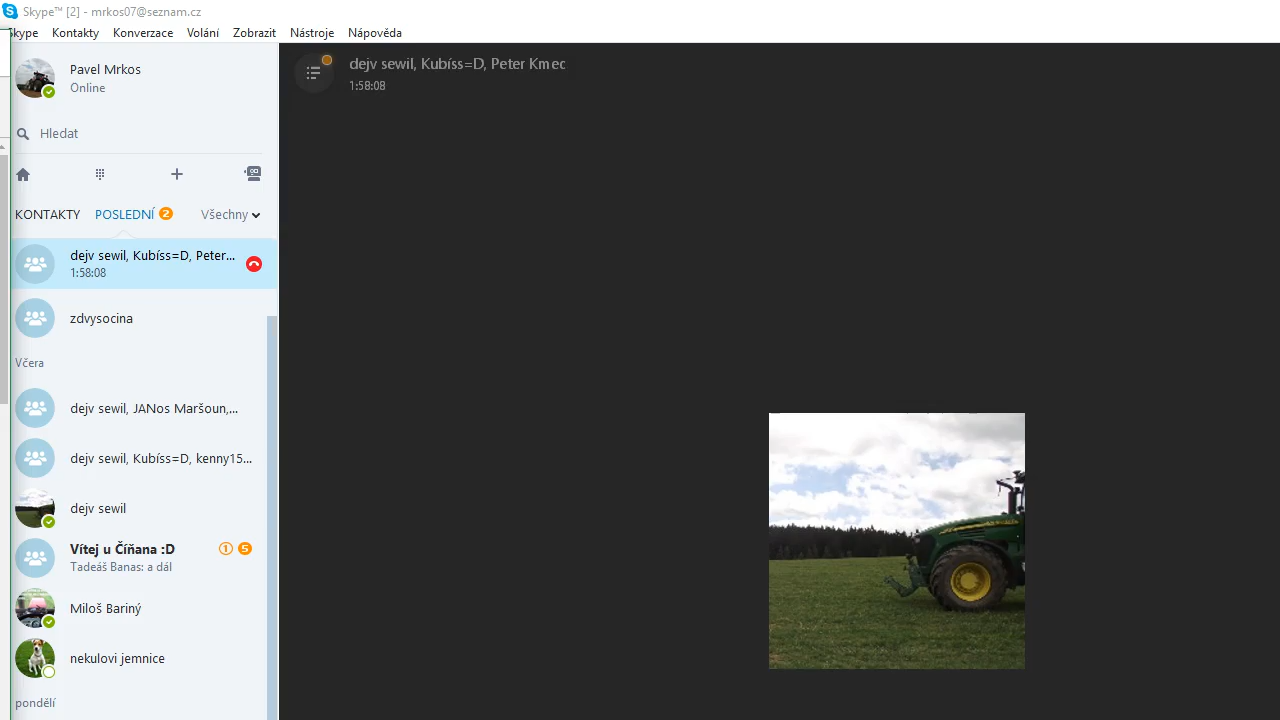 Skype™ [2] - mrkos07@seznam.cz
Skype Kontakty Konverzace Volání Zobrazit Nástroje Nápověda
Pavel Mrkos
Online
Hledat
KONTAKTY POSLEDNÍ 2 Všechny
dejv sewil, Kubíss=D, Peter...
1:58:08
zdvysocina
Včera
dejv sewil, JANos Maršoun,...
dejv sewil, Kubíss=D, kenny15...
dejv sewil
Vítej u Číňana :D 1 5
Tadeáš Banas: a dál
Miloš Bariný
nekulovi jemnice
pondělí
dejv sewil, Kubíss=D, Peter Kmec
1:58:08